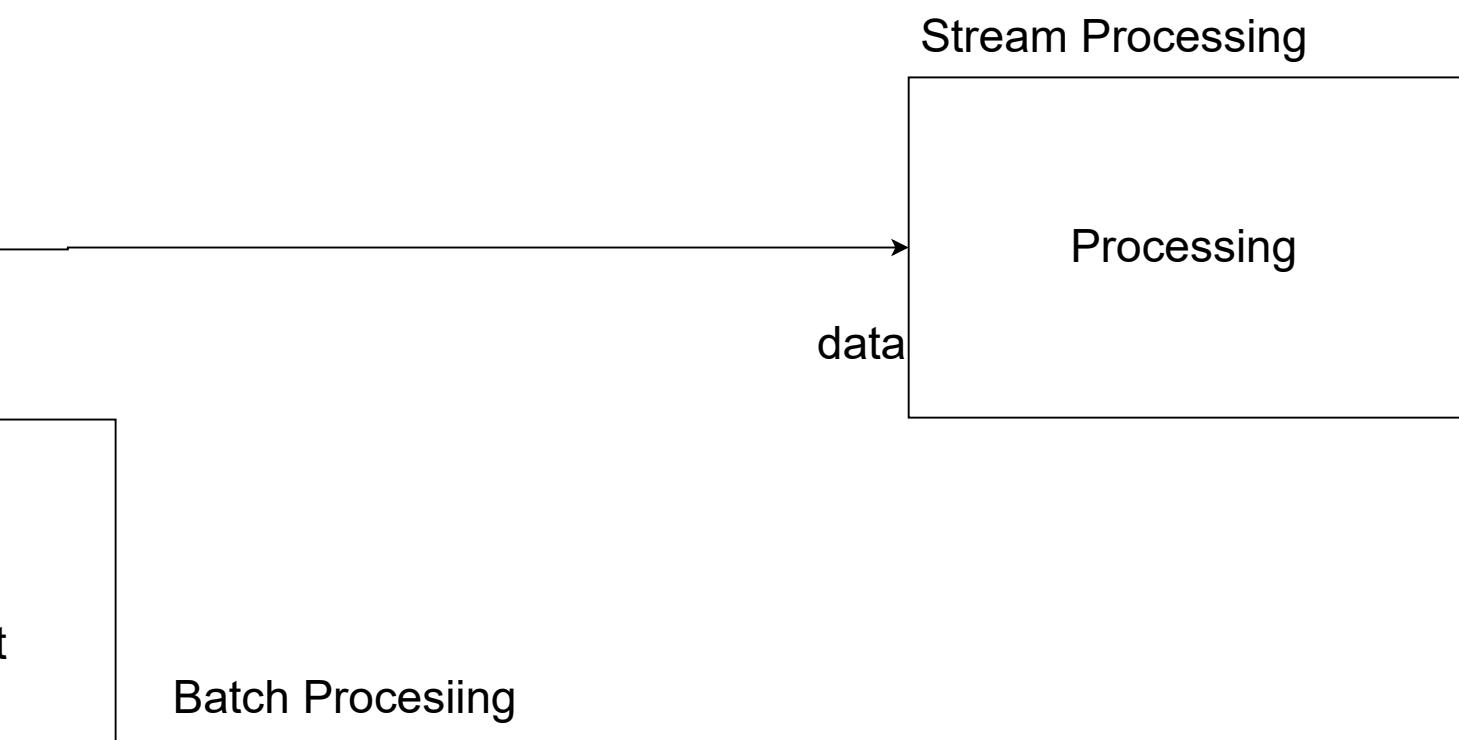 Stream Processing
Processing
data
t
Batch Procesiing